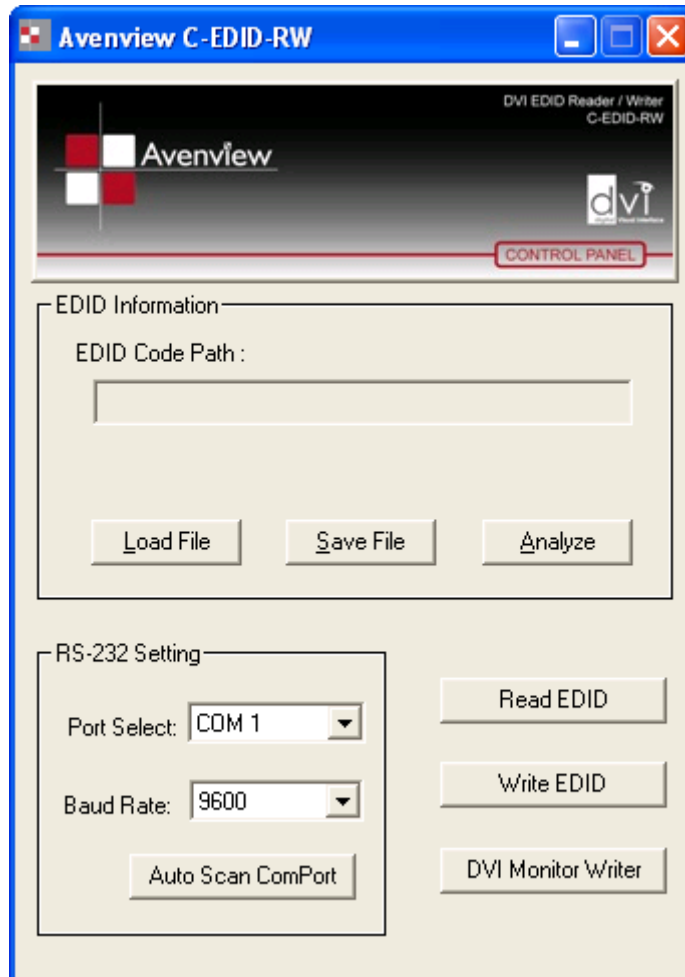 Avenview C-EDID-RW
DVI EDID Reader / Writer
C-EDID-RW
Avenview
dvi
CONTROL PANEL
EDID Information
EDID Code Path :
Load File
Save File
Analyze
RS-232 Setting
Port Select: COM 1
Baud Rate: 9600
Auto Scan ComPort
Read EDID
Write EDID
DVI Monitor Writer